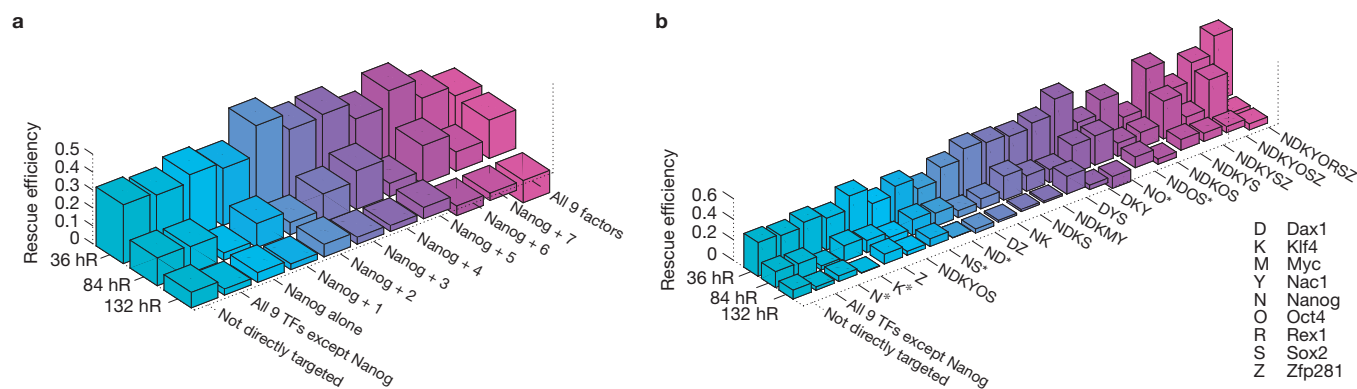 a
Rescue efficiency
0.5
0.4
0.3
0.2
0.1
0
36 hR
84 hR
132 hR
Not directly targeted
All 9 TFs except Nanog
Nanog alone
Nanog + 1
Nanog + 2
Nanog + 3
Nanog + 4
Nanog + 5
Nanog + 6
Nanog + 7
All 9 factors
b
Rescue efficiency
0.6
0.4
0.2
0
36 hR
84 hR
132 hR
Not directly targeted
All 9 TFs except Nanog
N*
K*
Z
NDKYOS
NS*
ND*
DZ
NK
NDKS
NDKMY
DYS
DKY
NO*
NDOS*
NDKOS
NDKYS
NDKYSZ
NDKYOSZ
NDKYORSZ
D Dax1
K Klf4
M Myc
Y Nac1
N Nanog
O Oct4
R Rex1
S Sox2
Z Zfp281